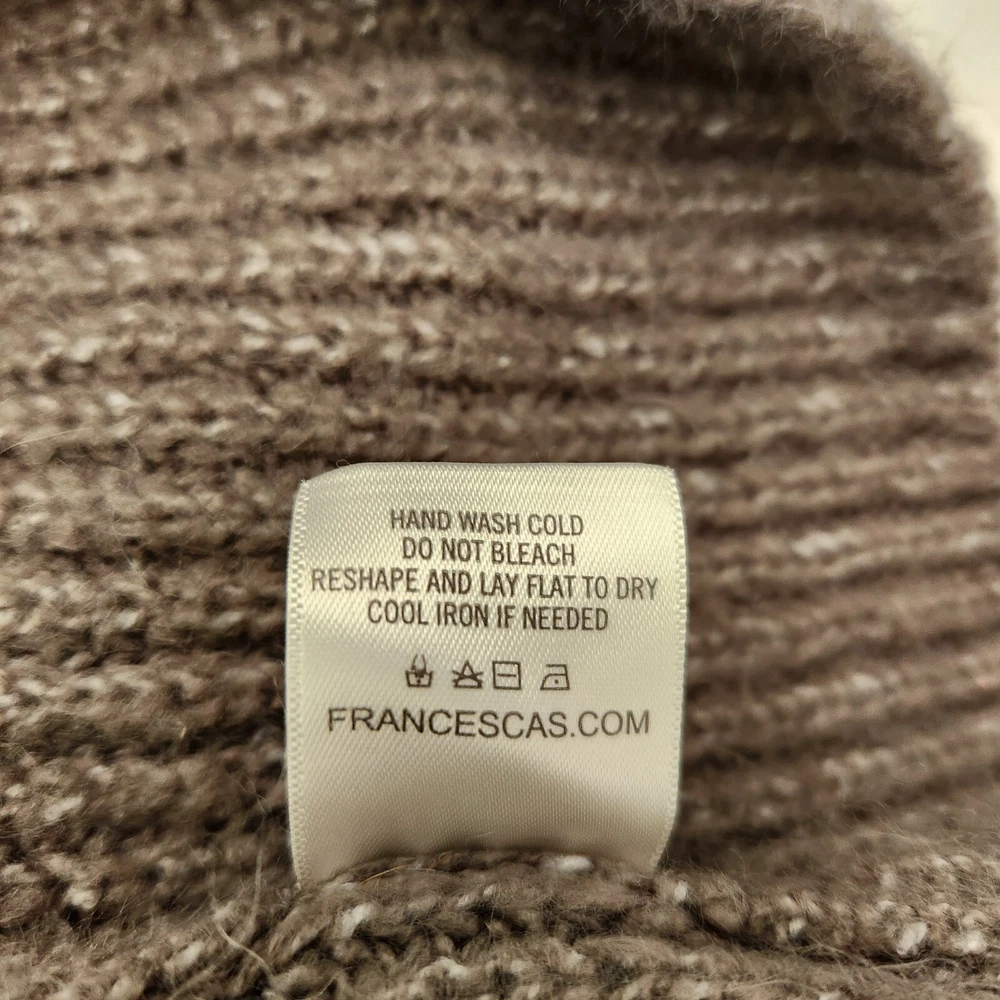 HAND WASH COLD
DO NOT BLEACH
RESHAPE AND LAY FLAT TO DRY
COOL IRON IF NEEDED
FRANCESCAS.COM